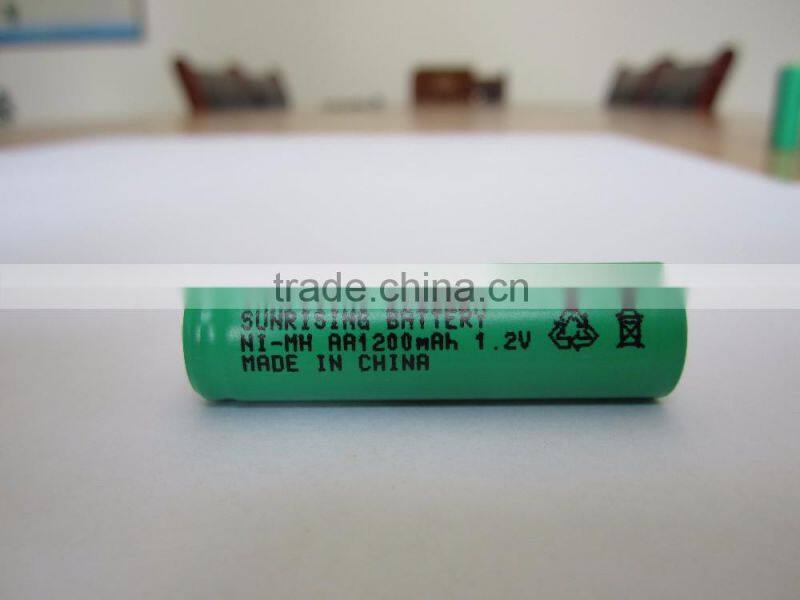 trade.china.cn
SUNRISING BATTERY
NI-MH AA1200mAh 1.2V
MADE IN CHINA